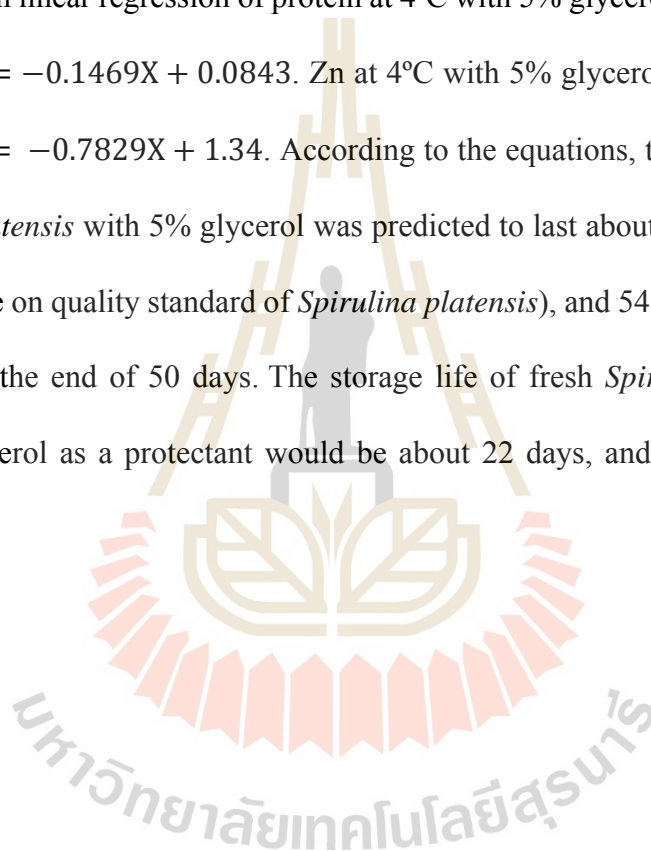 linear regression of protein at 4ºC with 5% glycero
= −0.1469X + 0.0843. Zn at 4ºC with 5% glycero
= −0.7829X + 1.34. According to the equations, t
tensis with 5% glycerol was predicted to last about
e on quality standard of Spirulina platensis), and 54
the end of 50 days. The storage life of fresh Spir
erol as a protectant would be about 22 days, and
มหาวิทยาลัยเทคโนโลยีสุรนารี